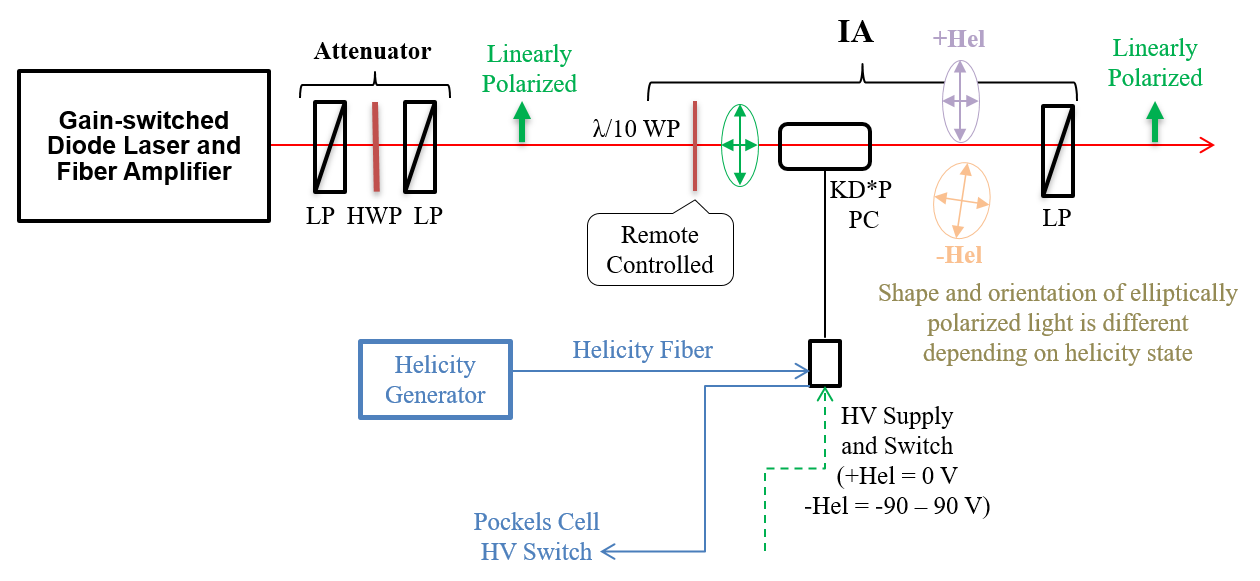 Gain-switched
Diode Laser and
Fiber Amplifier
Attenuator
LP
HWP
LP
Linearly
Polarized
IA
λ/10 WP
Remote
Controlled
KD*P
PC
+Hel
-Hel
LP
Linearly
Polarized
Shape and orientation of elliptically
polarized light is different
depending on helicity state
Helicity
Generator
Helicity Fiber
HV Supply
and Switch
(+Hel = 0 V
-Hel = -90 – 90 V)
Pockels Cell
HV Switch